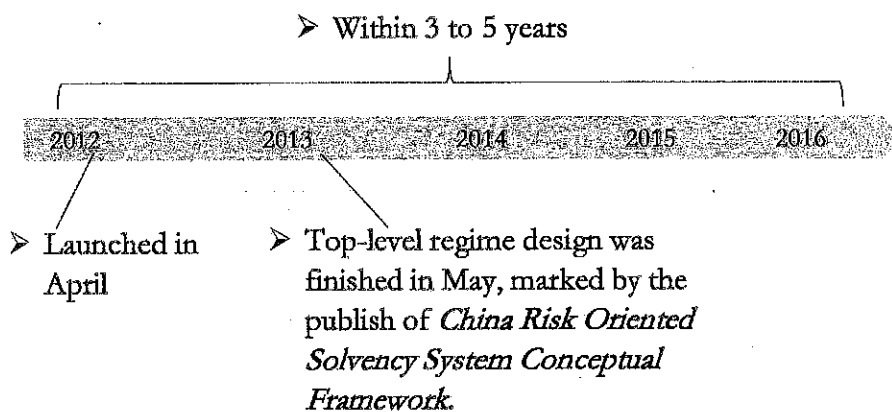 ➢ Within 3 to 5 years
2012 2013 2014 2015 2016
➢ Launched in
April
➢ Top-level regime design was
finished in May, marked by the
publish of China Risk Oriented
Solvency System Conceptual
Framework.